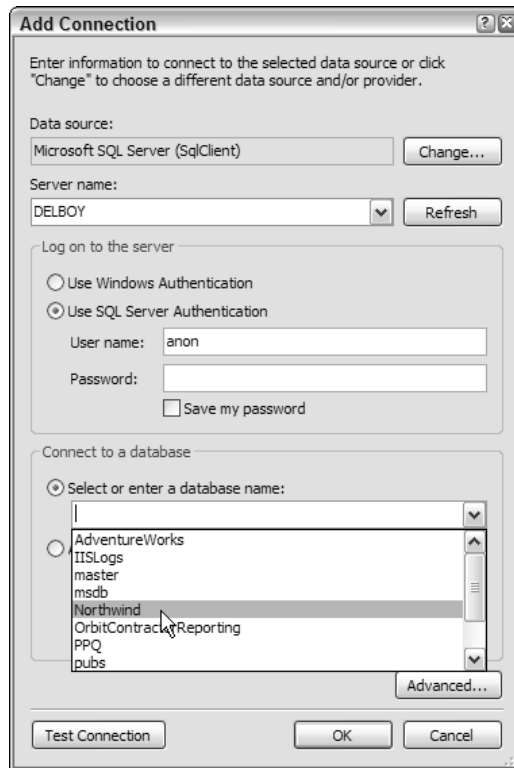 Add Connection
Enter information to connect to the selected data source or click
"Change" to choose a different data source and/or provider.
Data source:
Microsoft SQL Server (SqlClient)
Change...
Server name:
DELBOY
Refresh
Log on to the server
Use Windows Authentication
Use SQL Server Authentication
User name:
anon
Password:
Save my password
Connect to a database
Select or enter a database name:
AdventureWorks
IISLogs
master
msdb
Northwind
OrbitContractorReporting
PPQ
pubs
Advanced...
Test Connection
OK
Cancel